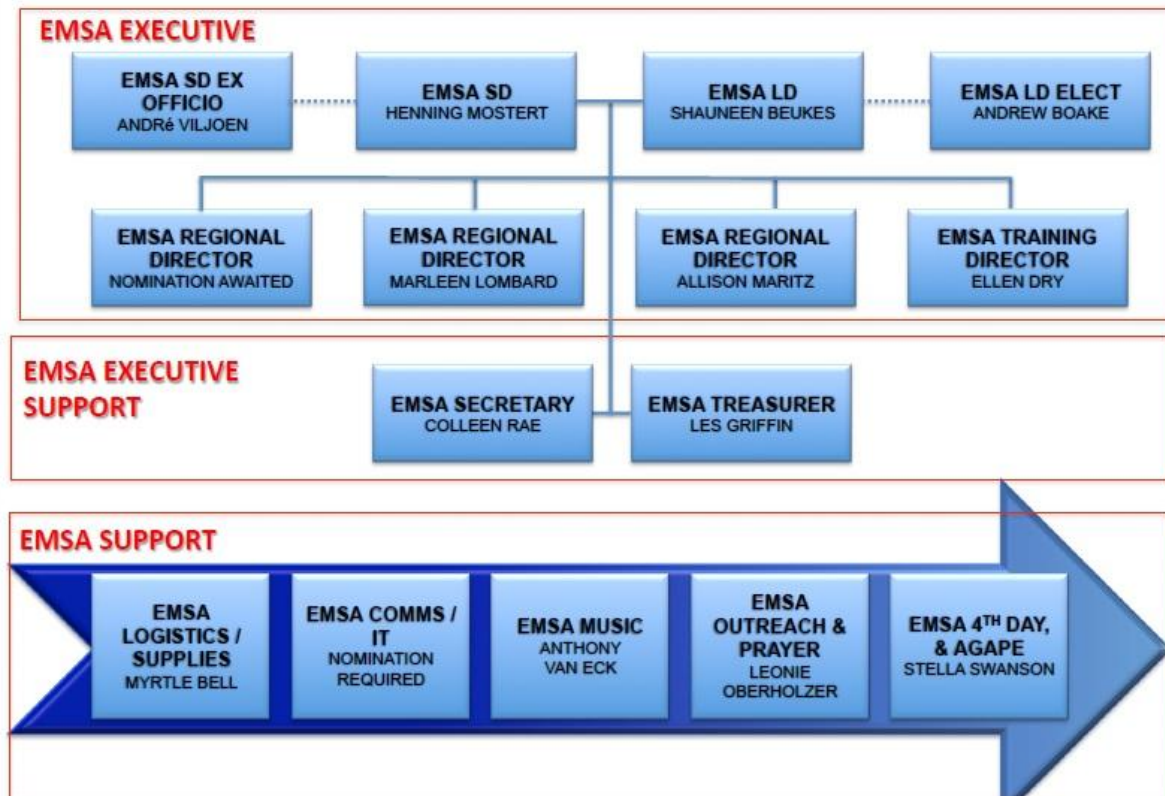 EMSA EXECUTIVE
EMSA SD EX
OFFICIO
ANDRé VILJOEN
EMSA SD
HENNING MOSTERT
EMSA LD
SHAUNEEN BEUKES
EMSA LD ELECT
ANDREW BOAKE
EMSA REGIONAL
DIRECTOR
NOMINATION AWAITED
EMSA REGIONAL
DIRECTOR
MARLEEN LOMBARD
EMSA REGIONAL
DIRECTOR
ALLISON MARITZ
EMSA TRAINING
DIRECTOR
ELLEN DRY
EMSA EXECUTIVE
SUPPORT
EMSA SECRETARY
COLLEEN RAE
EMSA TREASURER
LES GRIFFIN
EMSA SUPPORT
EMSA
LOGISTICS /
SUPPLIES
MYRTLE BELL
EMSA COMMS /
IT
NOMINATION
REQUIRED
EMSA MUSIC
ANTHONY
VAN ECK
EMSA
OUTREACH &
PRAYER
LEONIE
OBERHOLZER
EMSA 4TH DAY,
& AGAPE
STELLA SWANSON